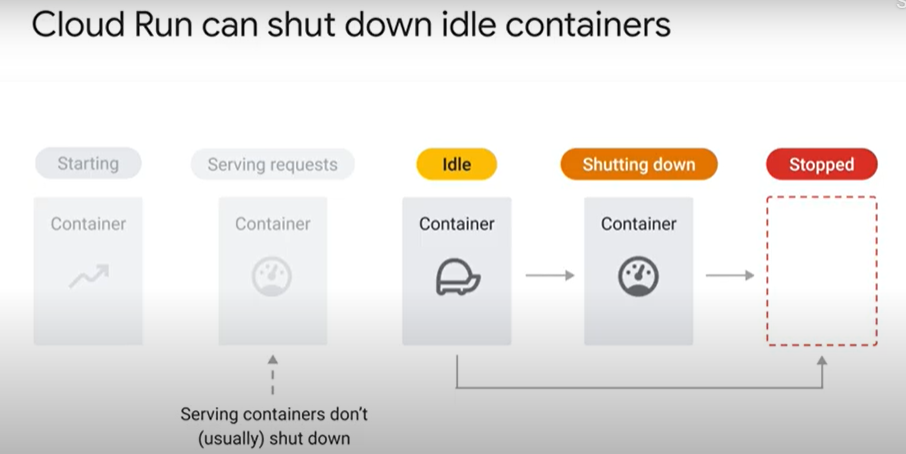 Cloud Run can shut down idle containers
Starting
Serving requests
Idle
Shutting down
Stopped
Container
Container
Container
Container
Serving containers don't
(usually) shut down